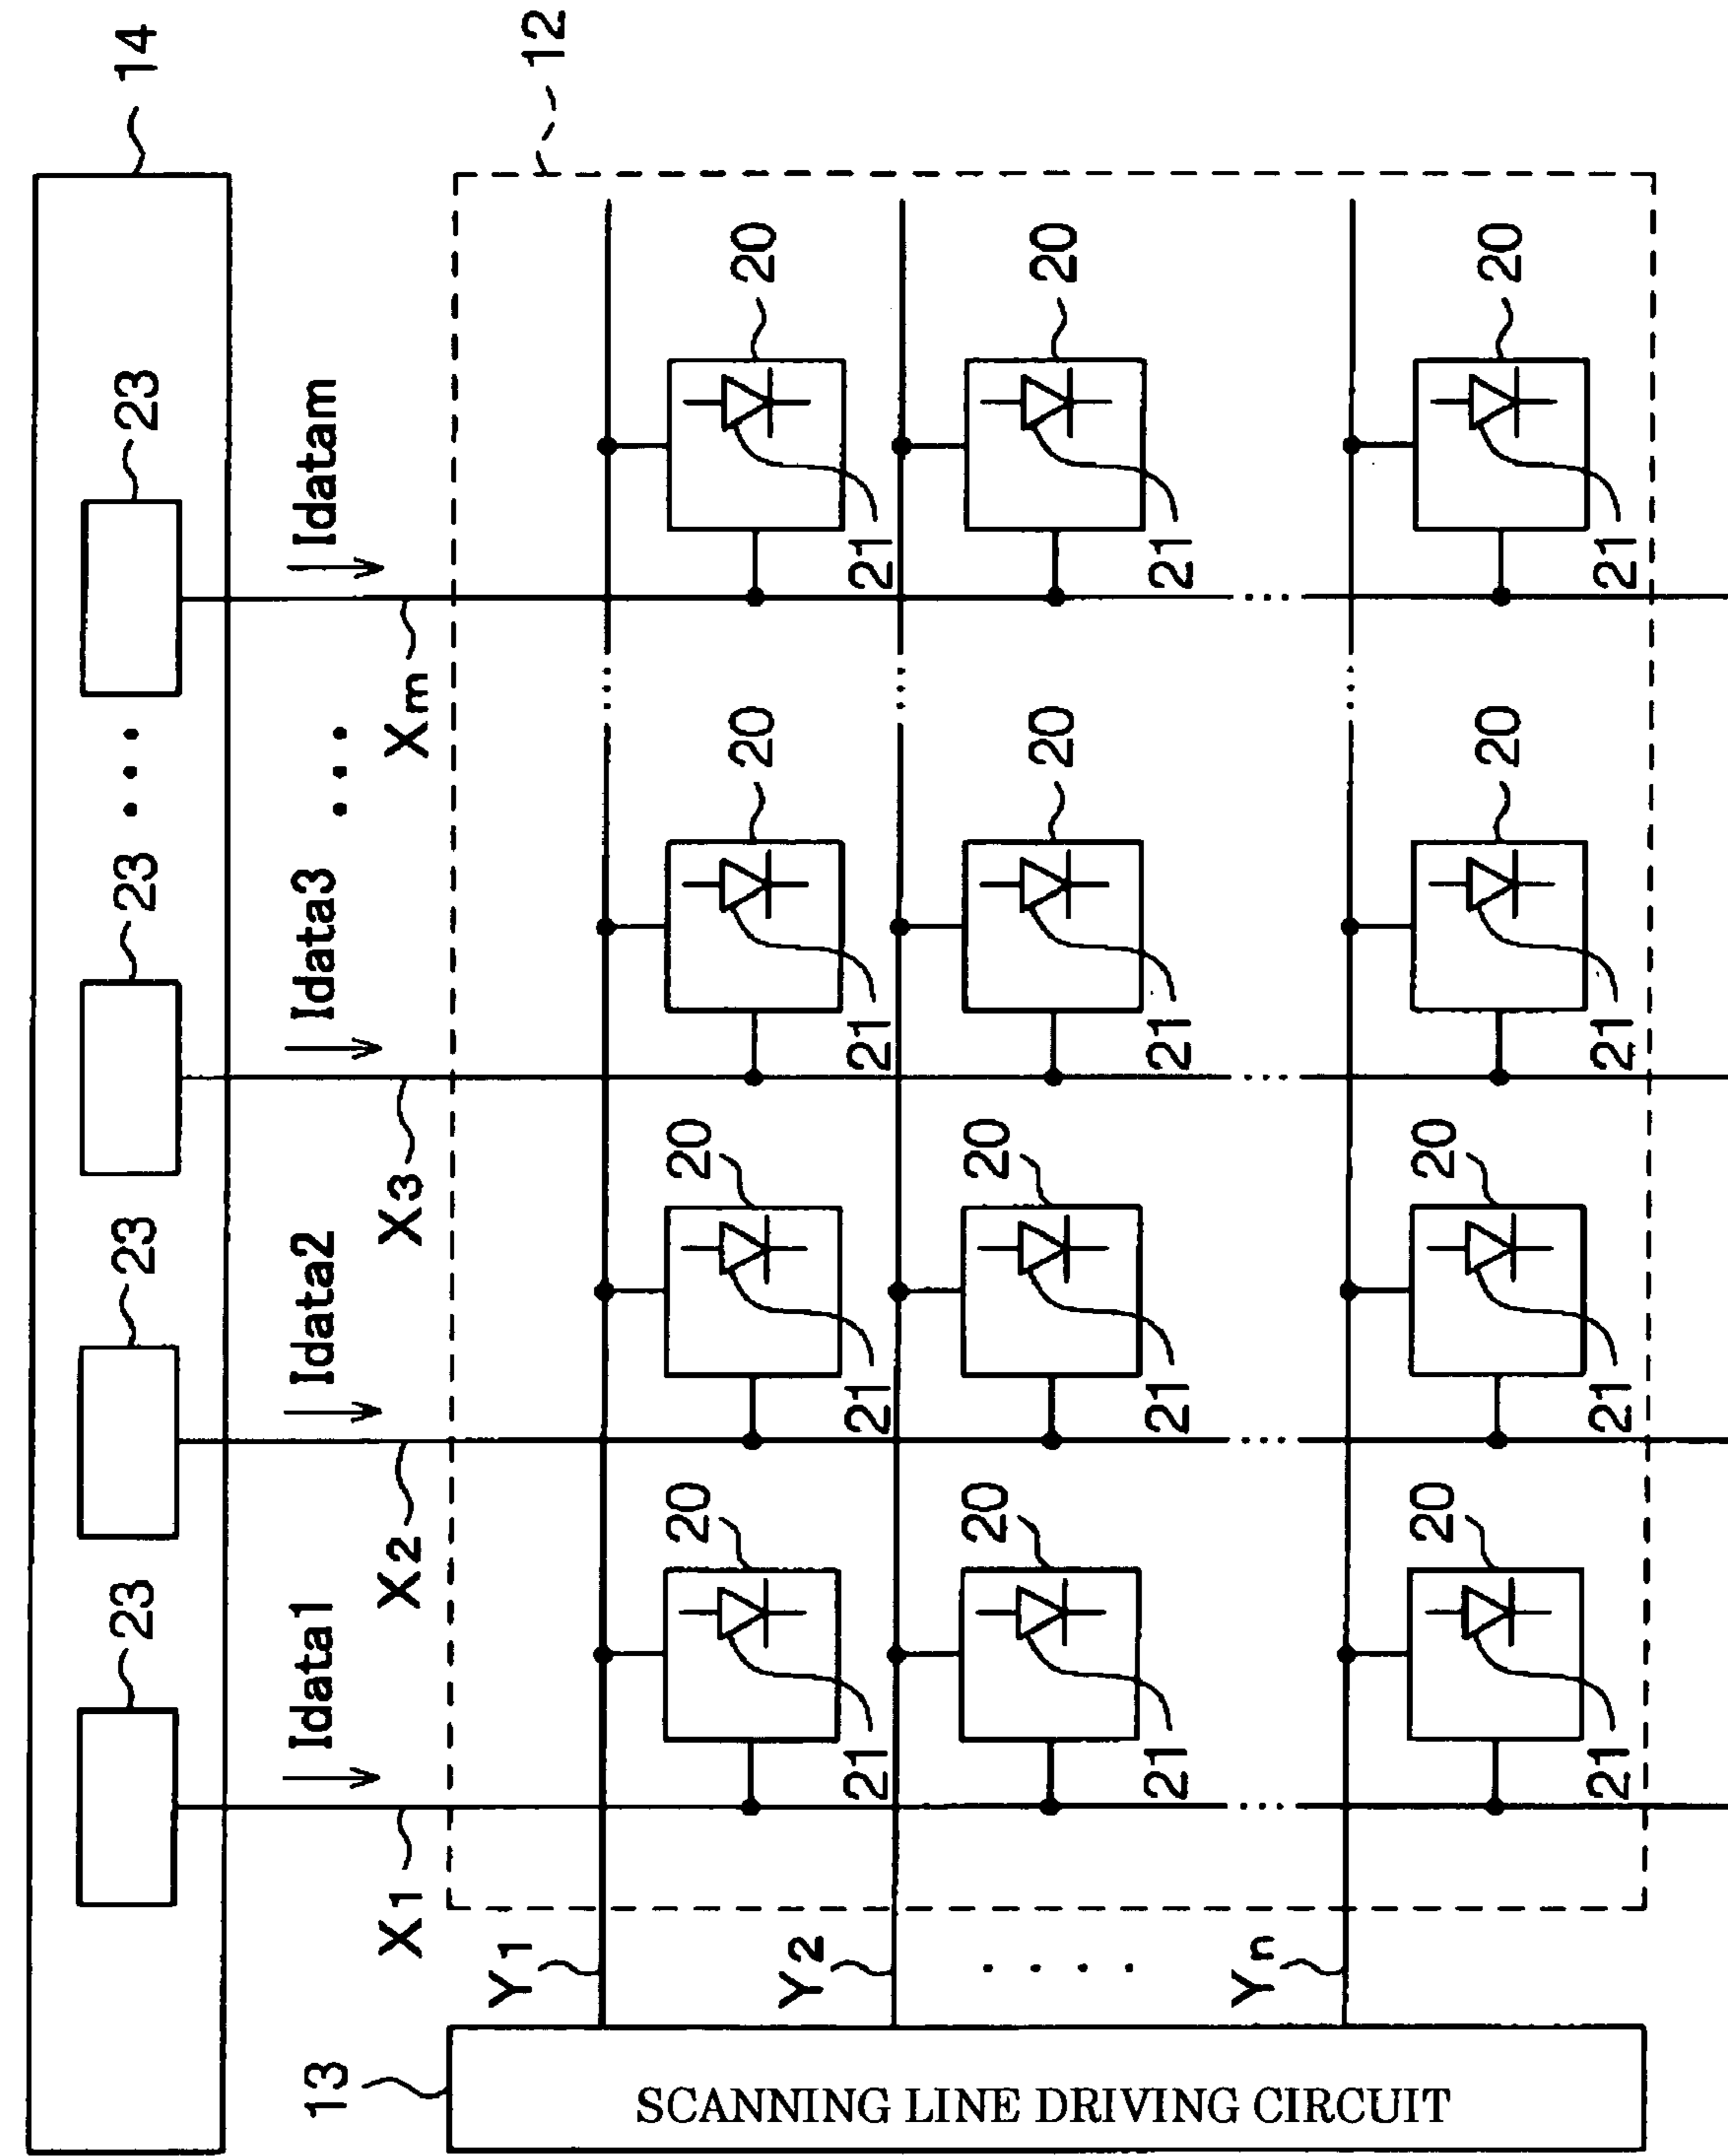 23 23 23 ··· 23 14
13 Idata1 Idata2 Idata3 ··· Idatam
X1 X2 X3 Xm
Y1 12
20 20 20 20
21 21 21 21
Y2
20 20 20 20
21 21 21 21
····
Yn
20 20 20 20
21 21 21 21
SCANNING LINE DRIVING CIRCUIT